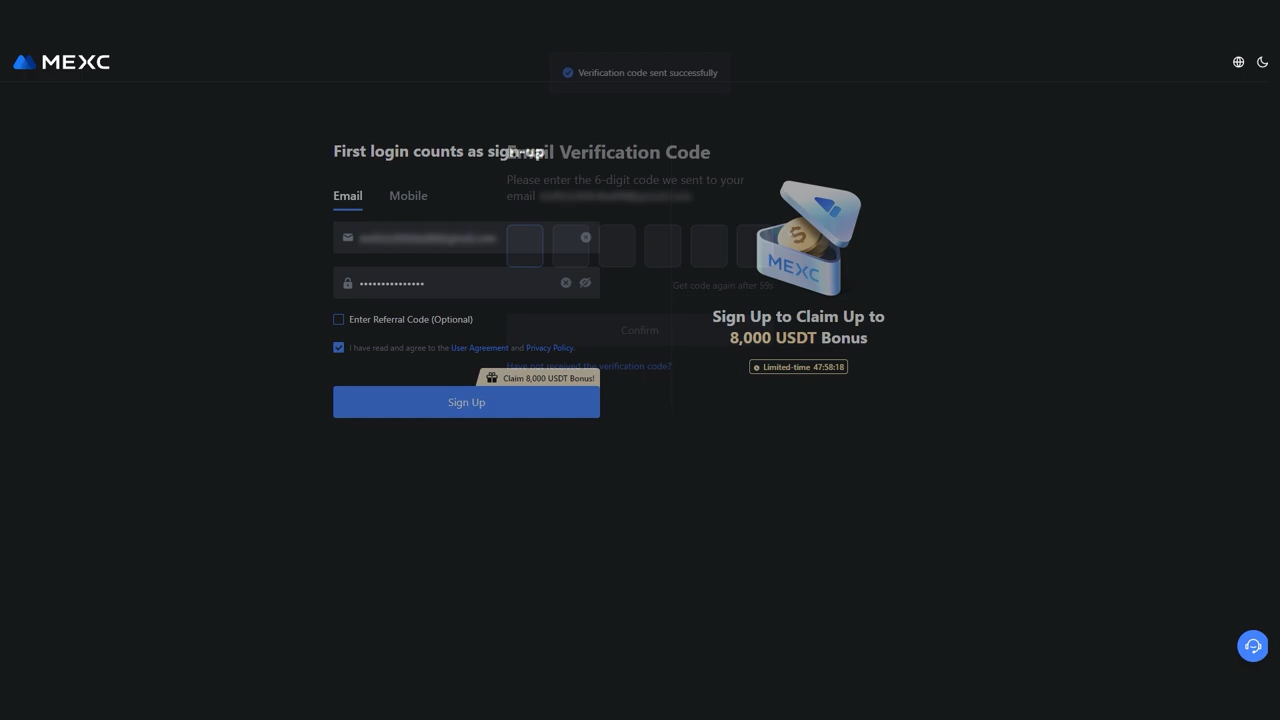 MEXC
Verification code sent successfully
First login counts as sign-up
Email Verification Code
Please enter the 6-digit code we sent to your
email
Email
Mobile
MEXC
Get code again after 59s
Enter Referral Code (Optional)
Sign Up to Claim Up to
8,000 USDT Bonus
Confirm
I have read and agree to the User Agreement and Privacy Policy.
Have not received the verification code?
Limited-time 47:58:18
Claim 8,000 USDT Bonus!
Sign Up